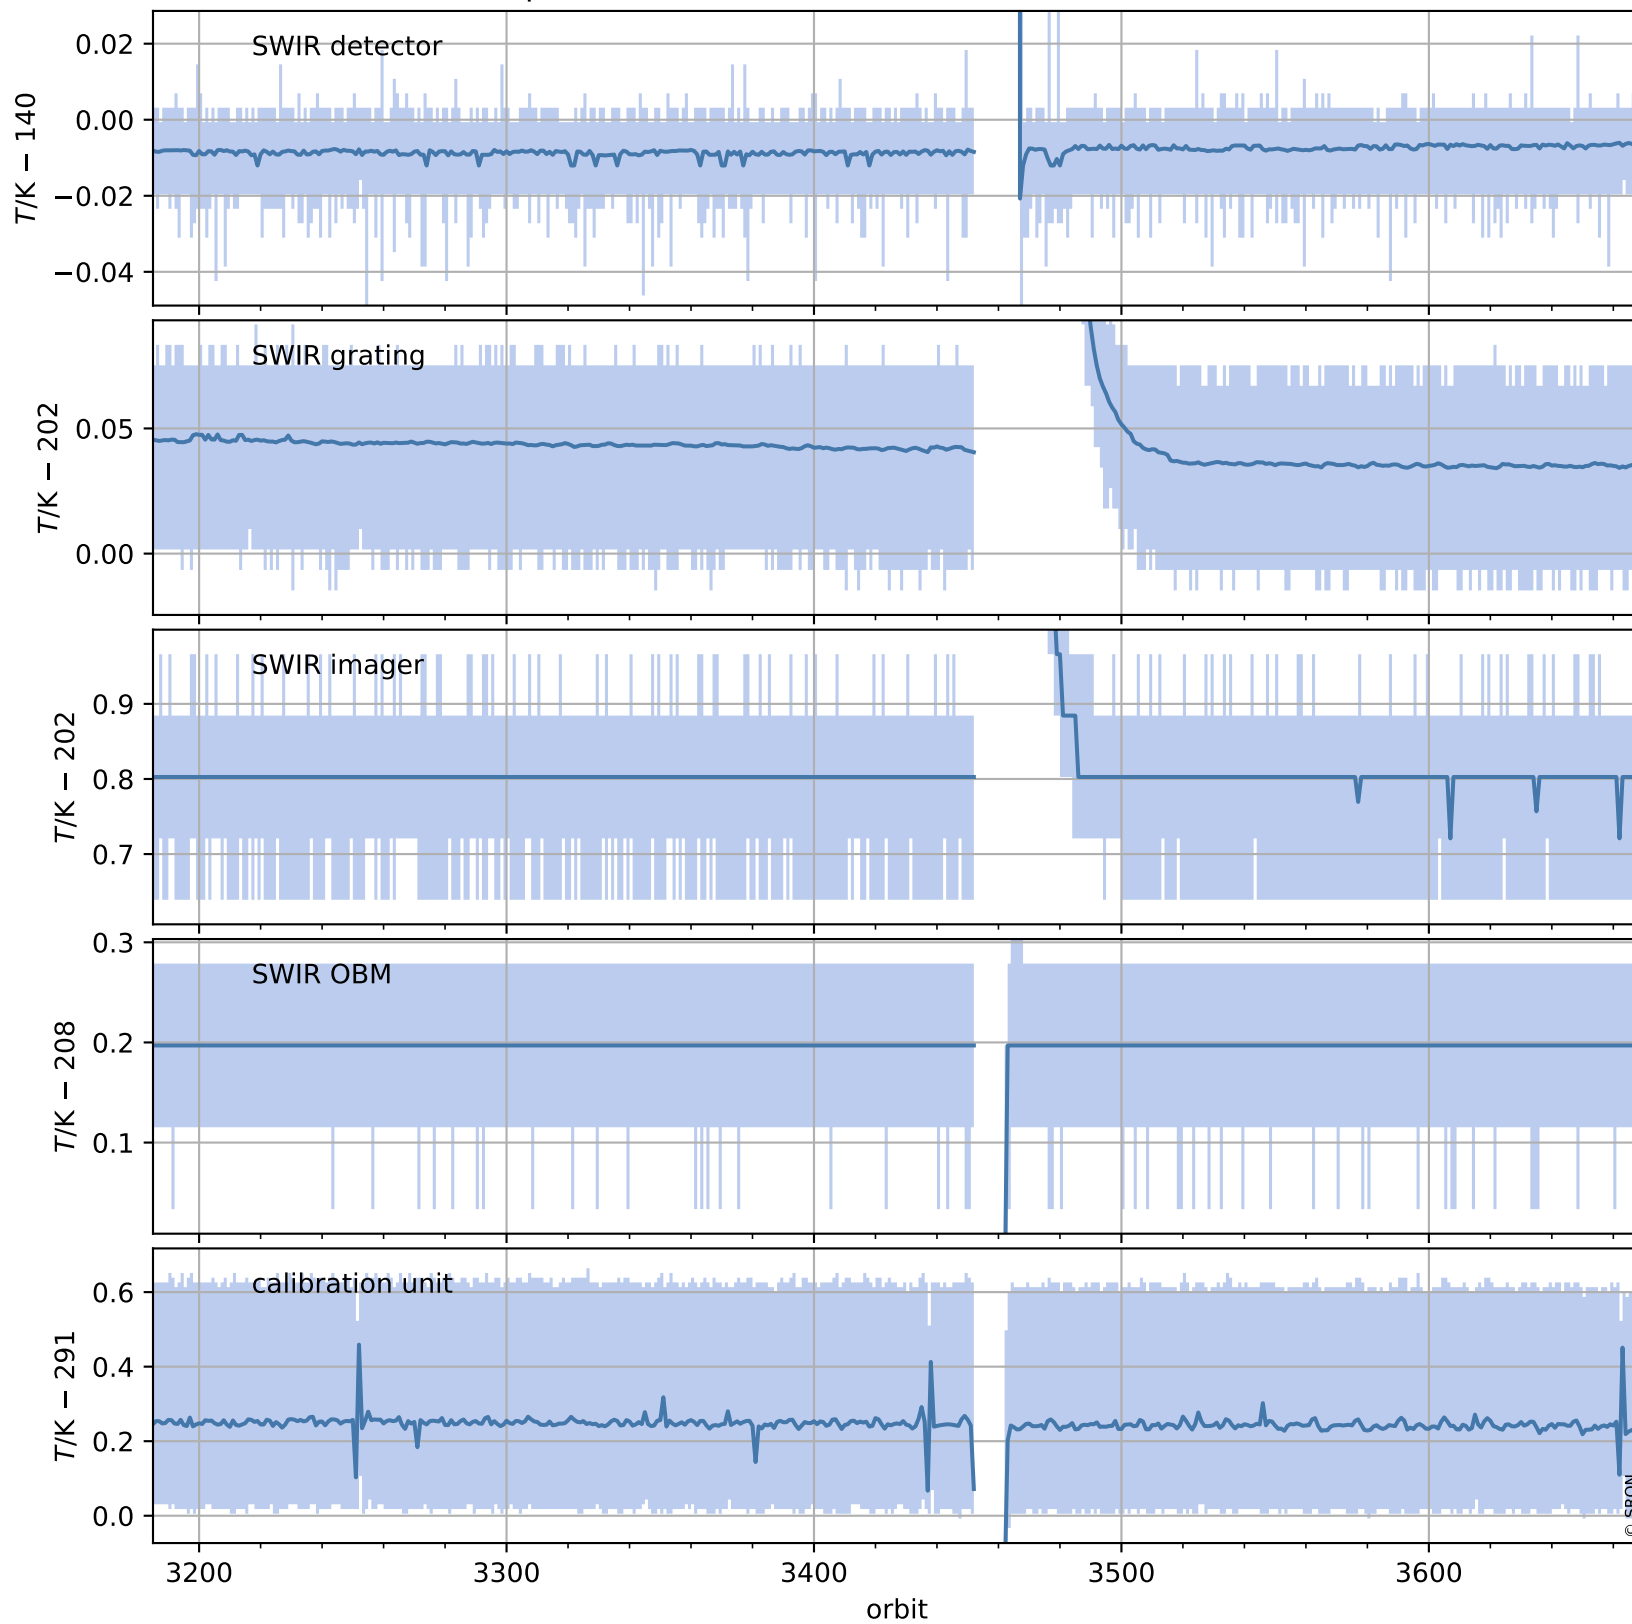 SWIR detector
0.02
0.00
−0.02
−0.04
T/K − 140
SWIR grating
0.05
0.00
T/K − 202
SWIR imager
0.9
0.8
0.7
T/K − 202
SWIR OBM
0.3
0.2
0.1
T/K − 208
calibration unit
0.6
0.4
0.2
0.0
T/K − 291
3200 3300 3400 3500 3600
orbit
© SRON